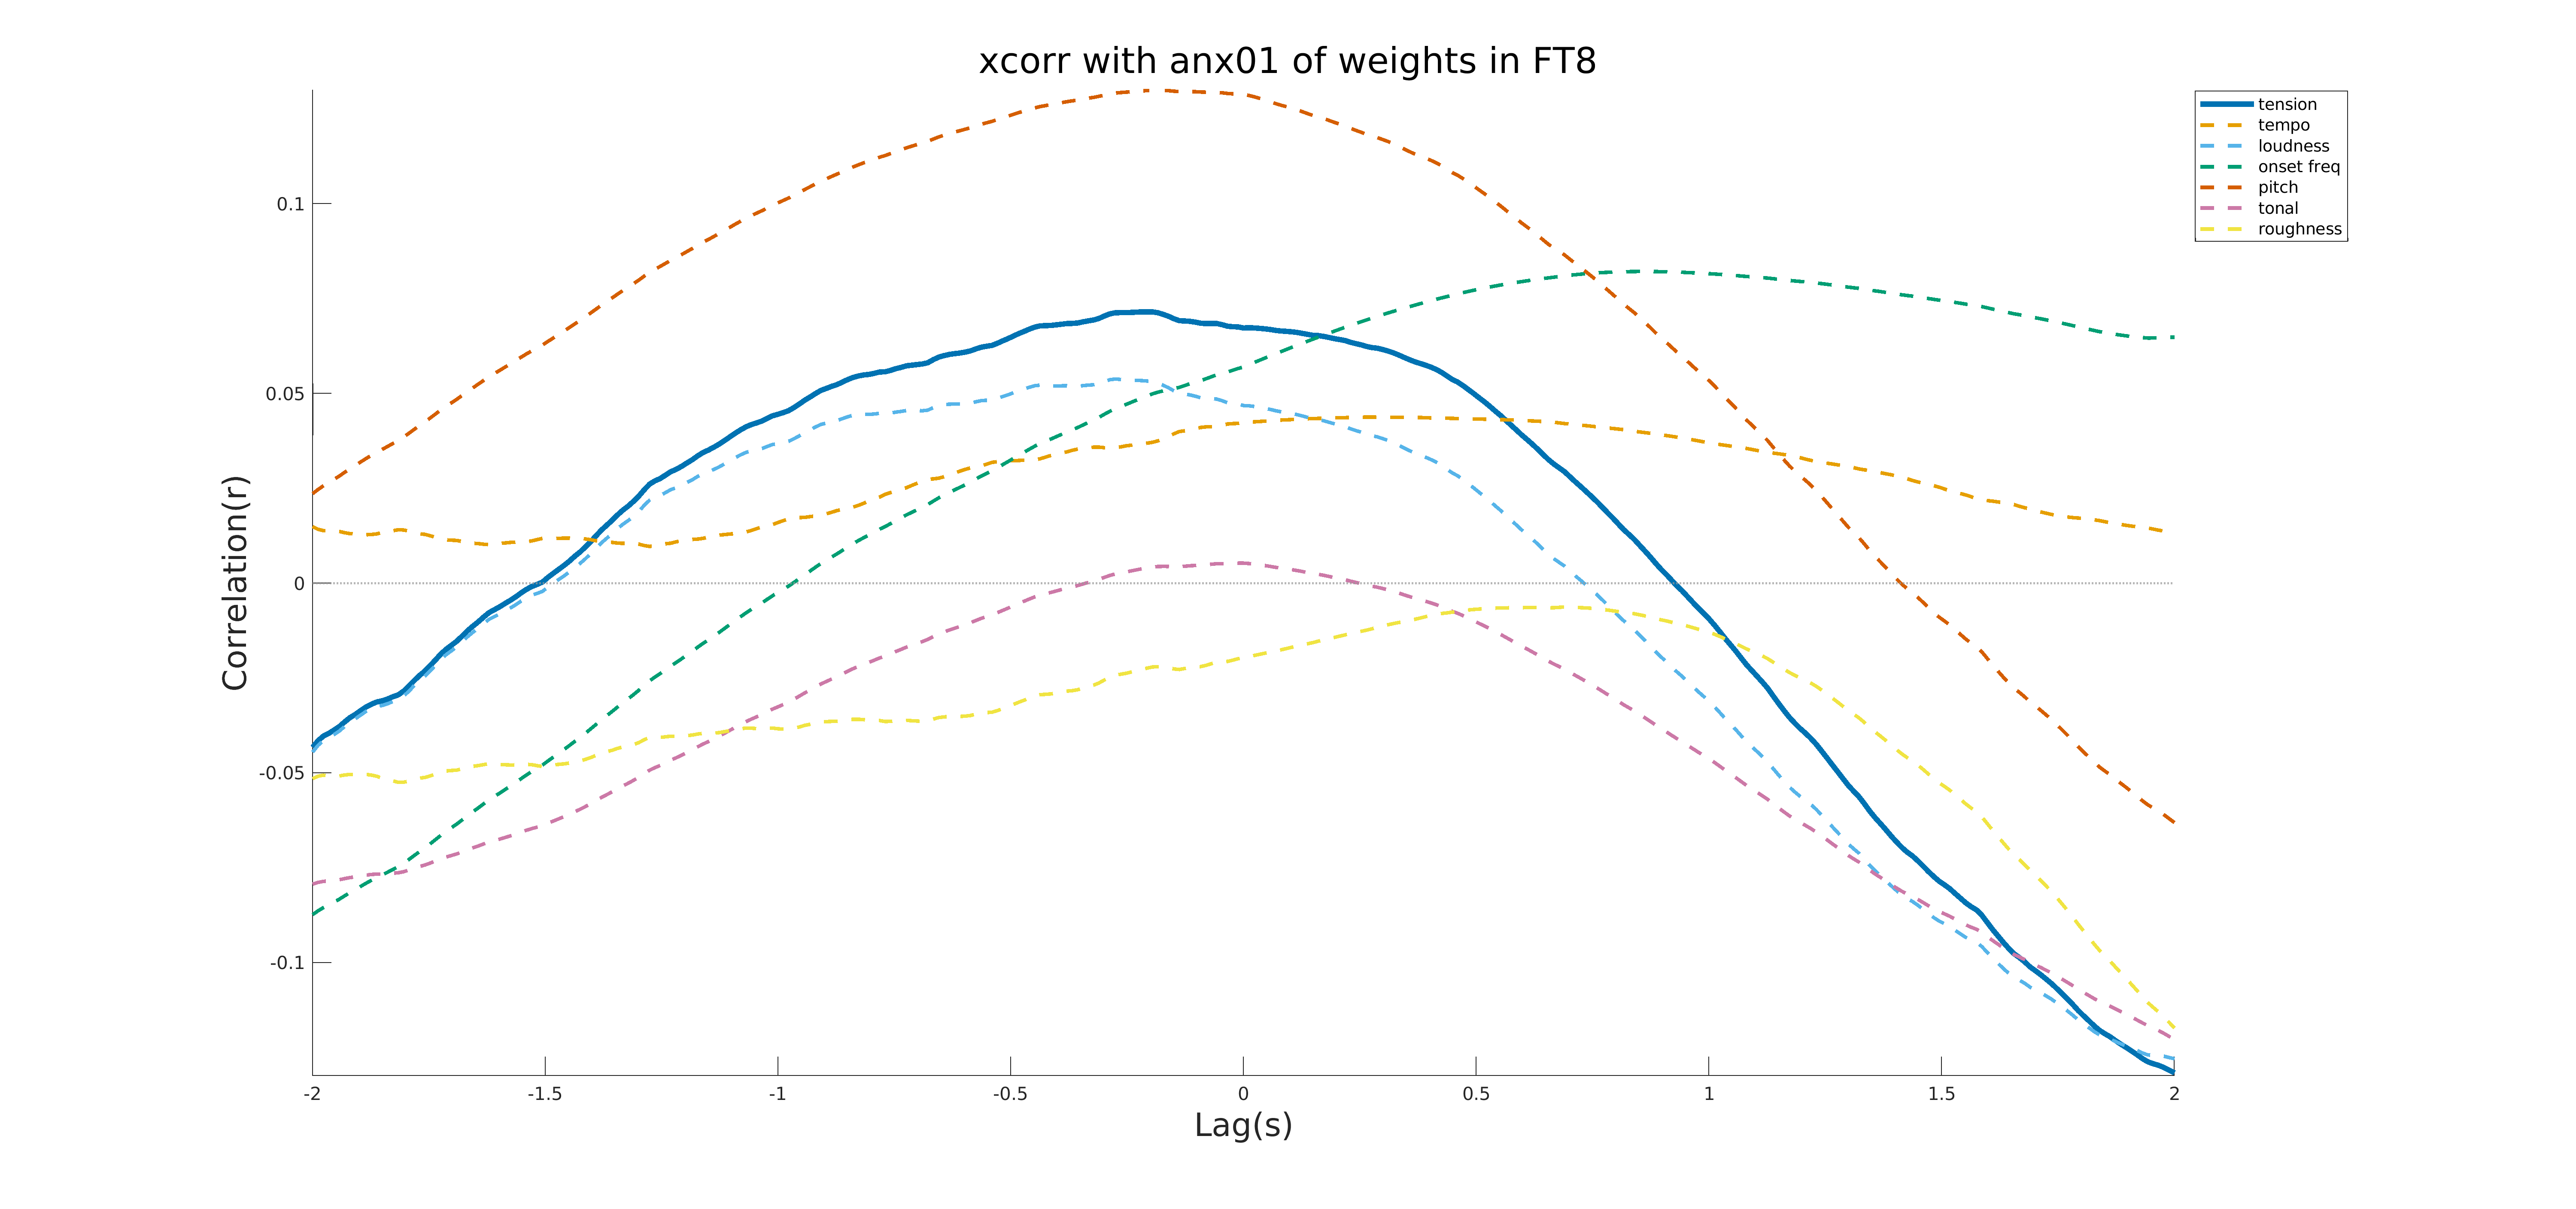 xcorr with anx01 of weights in FT8
tension
tempo
loudness
onset freq
pitch
tonal
roughness
0.1
0.05
0
-0.05
-0.1
Correlation(r)
-2
-1.5
-1
-0.5
0
0.5
1
1.5
2
Lag(s)